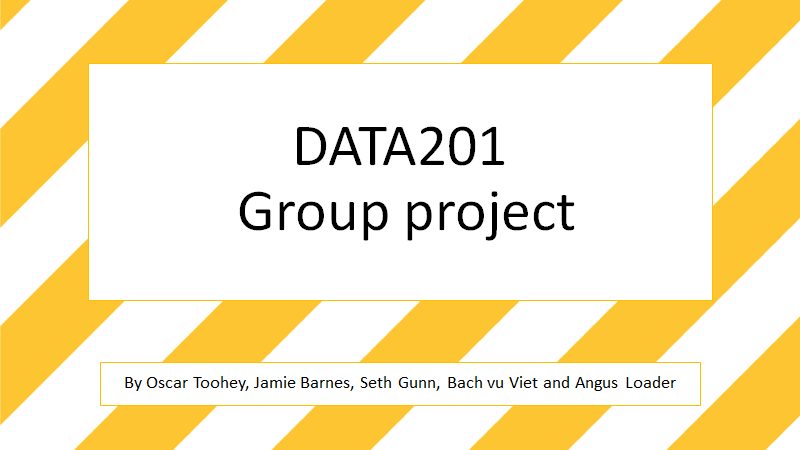 DATA201
Group project
By Oscar Toohey, Jamie Barnes, Seth Gunn, Bach vu Viet and Angus Loader